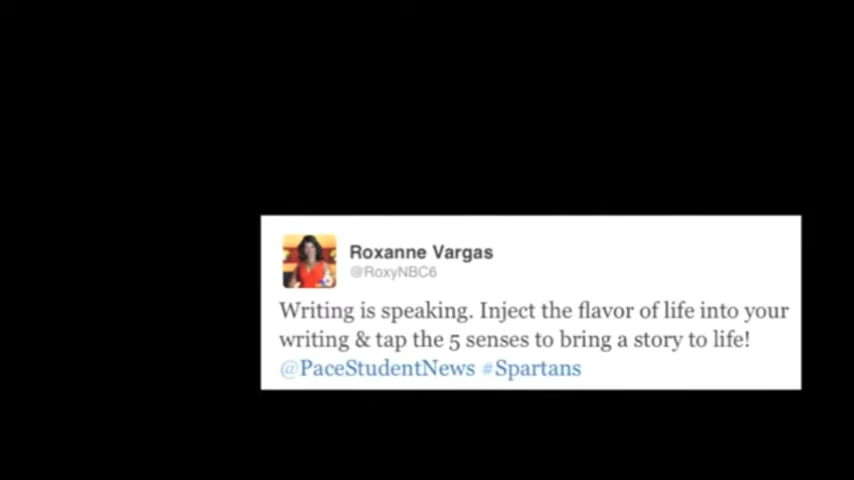 Roxanne Vargas
@RoxyNBC6
Writing is speaking. Inject the flavor of life into your
writing & tap the 5 senses to bring a story to life!
@PaceStudentNews #Spartans